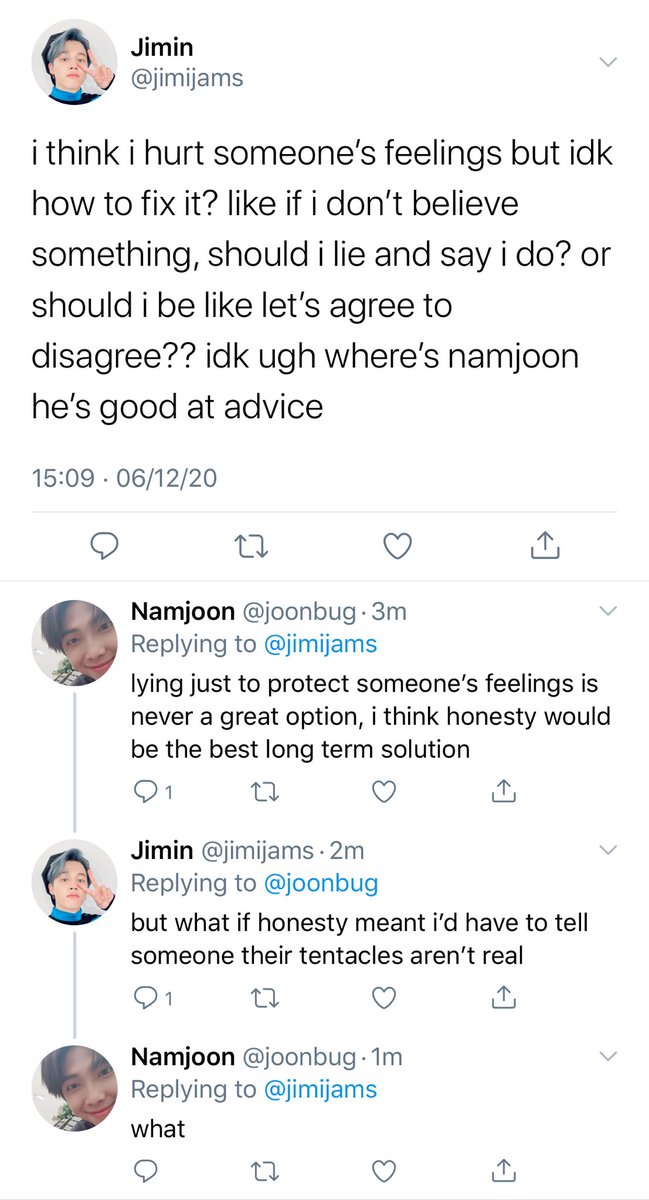 Jimin
@jimijams
i think i hurt someone’s feelings but idk
how to fix it? like if i don’t believe
something, should i lie and say i do? or
should i be like let’s agree to
disagree?? idk ugh where’s namjoon
he’s good at advice
15:09 · 06/12/20
Namjoon @joonbug · 3m
Replying to @jimijams
lying just to protect someone’s feelings is
never a great option, i think honesty would
be the best long term solution
1
Jimin @jimijams · 2m
Replying to @joonbug
but what if honesty meant i’d have to tell
someone their tentacles aren’t real
1
Namjoon @joonbug · 1m
Replying to @jimijams
what